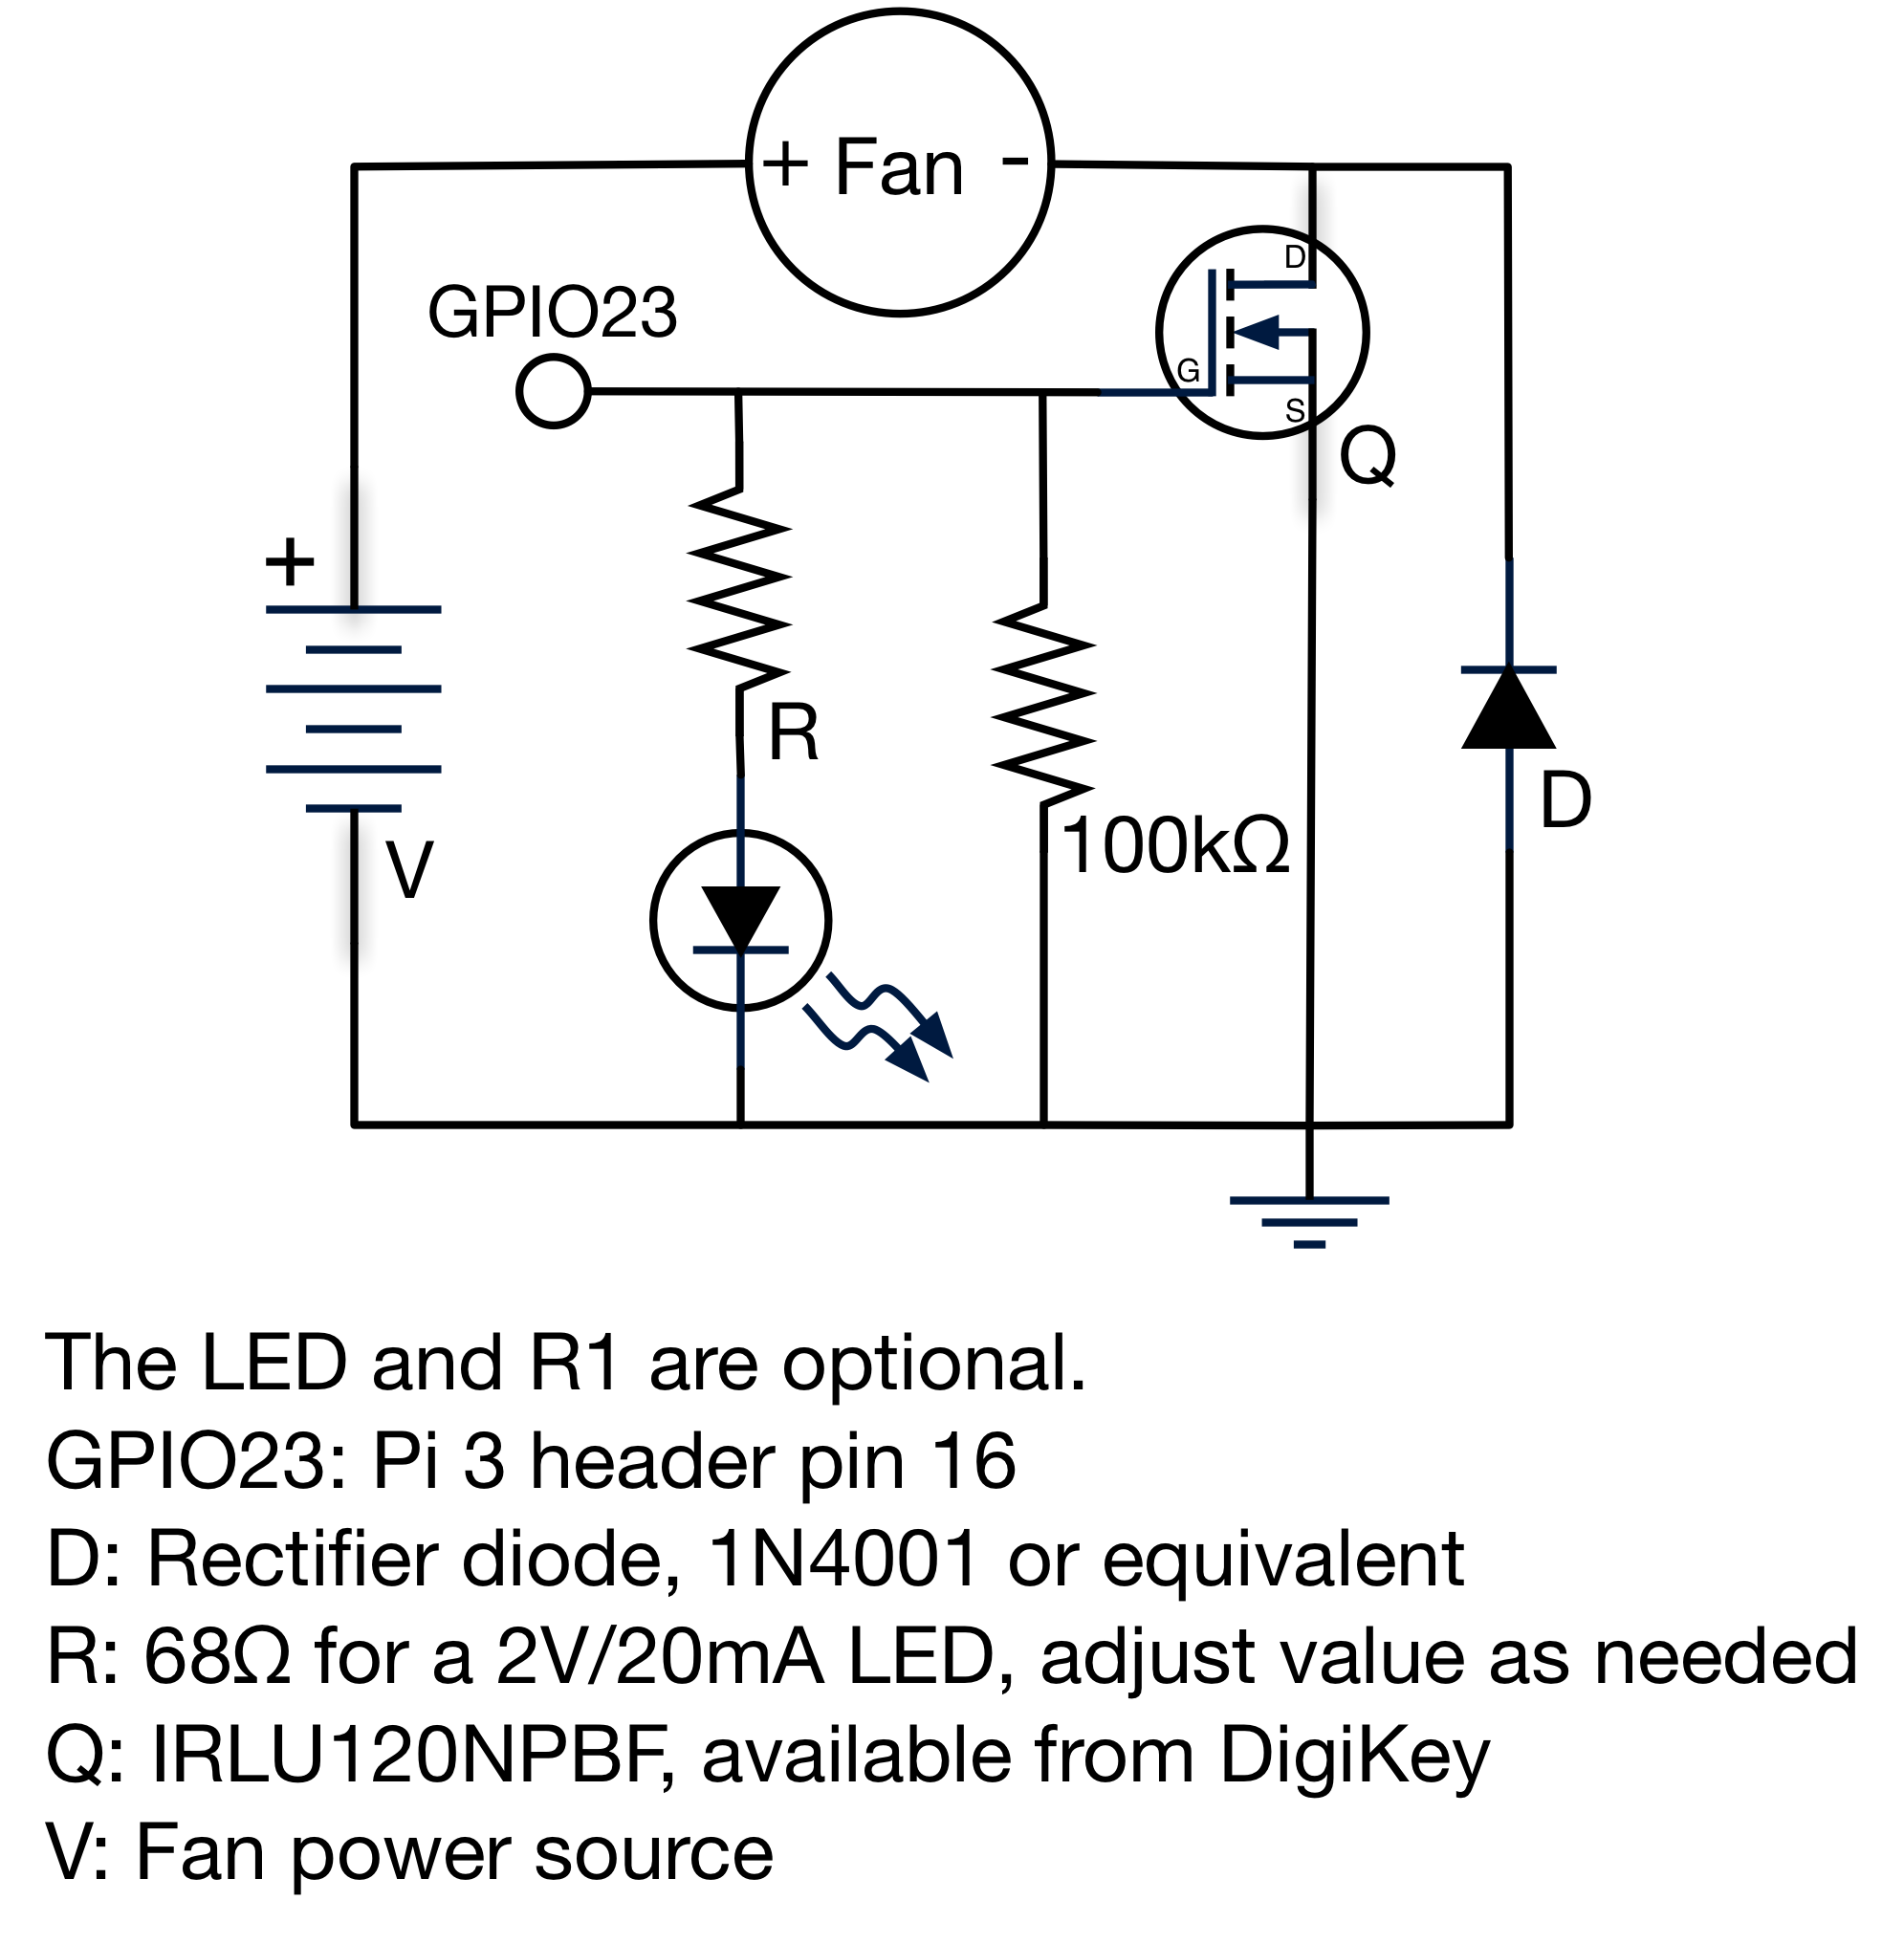 + Fan -
GPIO23
D
G
S
Q
+
R
V
100kΩ
D
The LED and R1 are optional.
GPIO23: Pi 3 header pin 16
D: Rectifier diode, 1N4001 or equivalent
R: 68Ω for a 2V/20mA LED, adjust value as needed
Q: IRLU120NPBF, available from DigiKey
V: Fan power source